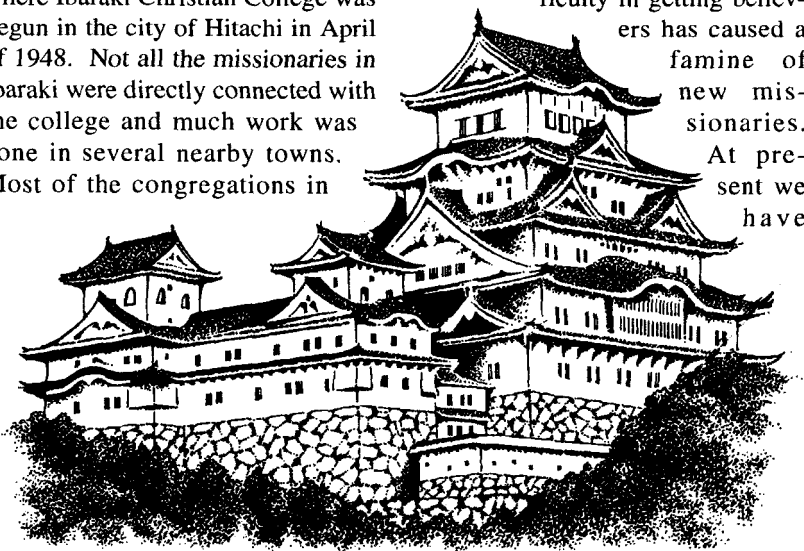 where Ibaraki Christian College was
begun in the city of Hitachi in April
of 1948. Not all the missionaries in
Ibaraki were directly connected with
the college and much work was
done in several nearby towns.
Most of the congregations in
ficulty in getting believ-
ers has caused a
famine of
new mis-
sionaries.
At pre-
sent we
have